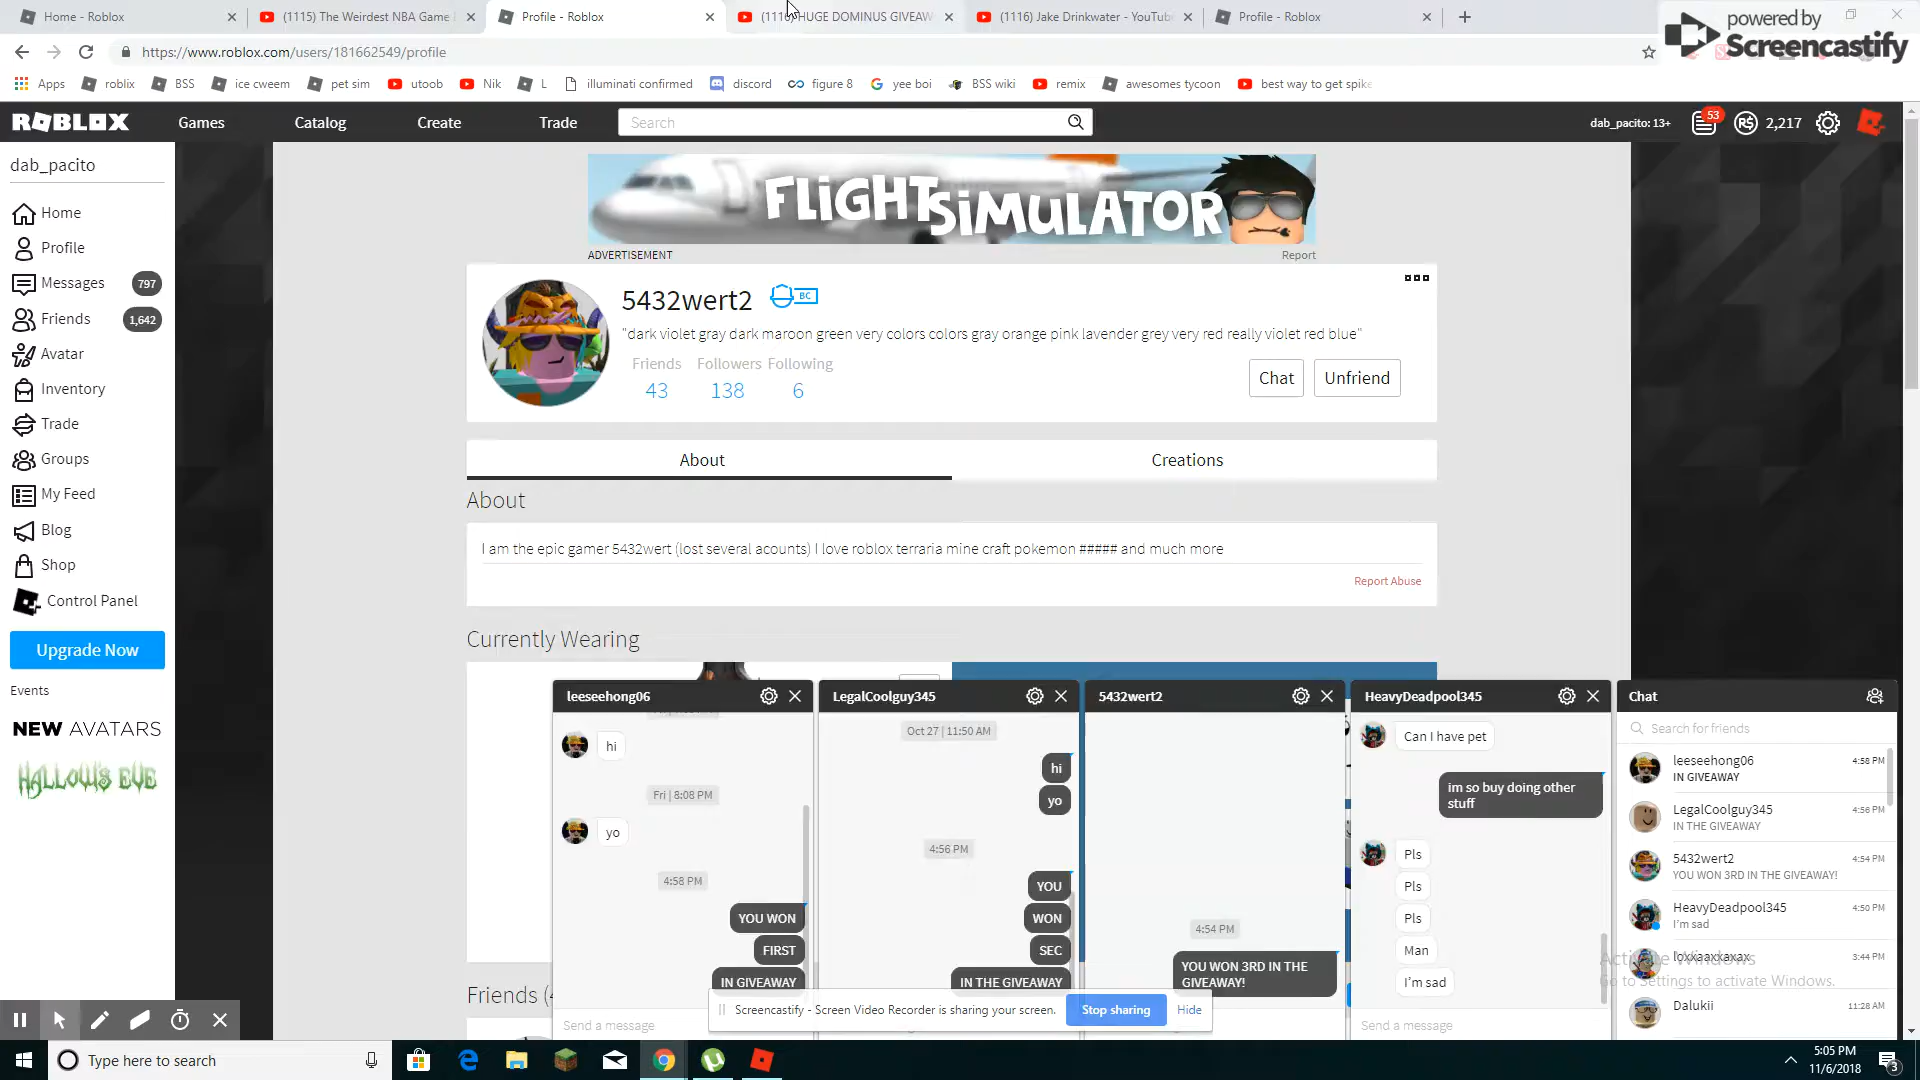 Home - Roblox
(1115) The Weirdest NBA Game
Profile - Roblox
HUGE DOMINUS GIVEAW
(1116) Jake Drinkwater - YouTub
Profile - Roblox
powered by
Screencastify
https://www.roblox.com/users/181662549/profile
Apps
roblix
BSS
ice cweem
pet sim
utoob
Nik
L
illuminati confirmed
discord
figure 8
yee boi
BSS wiki
remix
awesomes tycoon
best way to get spike
ROBLOX
Games
Catalog
Create
Trade
Search
dab_pacito: 13+
53
R$
2,217
dab_pacito
Home
Profile
Messages
797
Friends
1,642
Avatar
Inventory
Trade
Groups
My Feed
Blog
Shop
Control Panel
Upgrade Now
Events
NEW AVATARS
HALLOW'S EVE
FLIGHT SIMULATOR
ADVERTISEMENT
Report
5432wert2
BC
"dark violet gray dark maroon green very colors colors gray orange pink lavender grey very red really violet red blue"
Friends
Followers
Following
43
138
6
Chat
Unfriend
About
Creations
About
I am the epic gamer 5432wert (lost several acounts) I love roblox terraria mine craft pokemon ##### and much more
Report Abuse
Currently Wearing
Friends (4
leeseehong06
hi
Fri | 8:08 PM
yo
4:58 PM
YOU WON
FIRST
IN GIVEAWAY
Send a message
LegalCoolguy345
Oct 27 | 11:50 AM
hi
yo
4:56 PM
YOU
WON
SEC
IN THE GIVEAWAY
5432wert2
4:54 PM
YOU WON 3RD IN THE
GIVEAWAY!
HeavyDeadpool345
Can I have pet
im so buy doing other
stuff
Pls
Pls
Pls
Man
I'm sad
Send a message
Chat
Search for friends
leeseehong06
4:58 PM
IN GIVEAWAY
LegalCoolguy345
4:56 PM
IN THE GIVEAWAY
5432wert2
4:54 PM
YOU WON 3RD IN THE GIVEAWAY!
HeavyDeadpool345
4:50 PM
I'm sad
loxxaaxxaxax
3:44 PM
Dalukii
11:28 AM
Activate Windows
Go to Settings to activate Windows.
Screencastify - Screen Video Recorder is sharing your screen.
Stop sharing
Hide
Type here to search
5:05 PM
11/6/2018
3